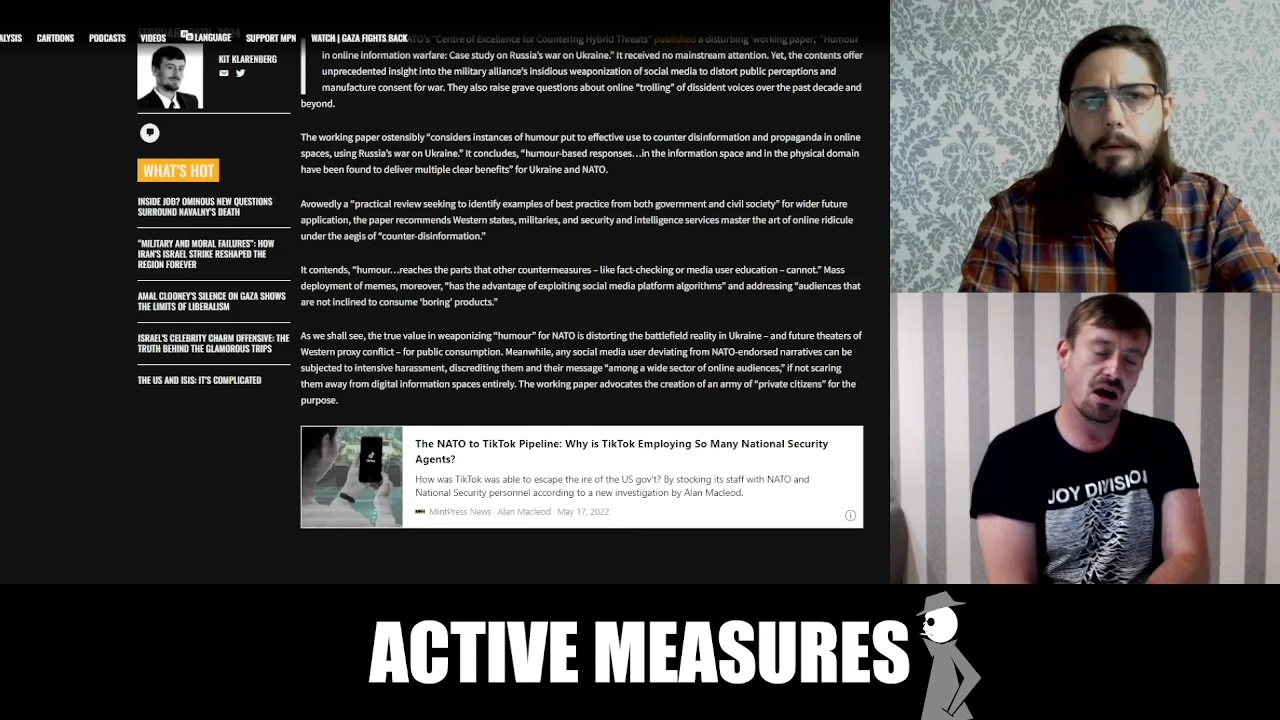 ALYSIS CARTOONS PODCASTS VIDEOS LANGUAGE SUPPORT MPN WATCH | GAZA FIGHTS BACK
KIT KLARENBERG
WHAT'S HOT
INSIDE JOB? OMINOUS NEW QUESTIONS
SURROUND NAVALNY'S DEATH
"MILITARY AND MORAL FAILURES": HOW
IRAN'S ISRAEL STRIKE RESHAPED THE
REGION FOREVER
AMAL CLOONEY'S SILENCE ON GAZA SHOWS
THE LIMITS OF LIBERALISM
ISRAEL'S CELEBRITY CHARM OFFENSIVE: THE
TRUTH BEHIND THE GLAMOROUS TRIPS
THE US AND ISIS: IT'S COMPLICATED
ATO's "Centre of Excellence for Countering Hybrid Threats" published a disturbing 'working paper,' "Humour
in online information warfare: Case study on Russia's war on Ukraine." It received no mainstream attention. Yet, the contents offer
unprecedented insight into the military alliance's insidious weaponization of social media to distort public perceptions and
manufacture consent for war. They also raise grave questions about online "trolling" of dissident voices over the past decade and
beyond.
The working paper ostensibly "considers instances of humour put to effective use to counter disinformation and propaganda in online
spaces, using Russia's war on Ukraine." It concludes, "humour-based responses…in the information space and in the physical domain
have been found to deliver multiple clear benefits" for Ukraine and NATO.
Avowedly a "practical review seeking to identify examples of best practice from both government and civil society" for wider future
application, the paper recommends Western states, militaries, and security and intelligence services master the art of online ridicule
under the aegis of "counter-disinformation."
It contends, "humour…reaches the parts that other countermeasures – like fact-checking or media user education – cannot." Mass
deployment of memes, moreover, "has the advantage of exploiting social media platform algorithms" and addressing "audiences that
are not inclined to consume 'boring' products."
As we shall see, the true value in weaponizing "humour" for NATO is distorting the battlefield reality in Ukraine – and future theaters of
Western proxy conflict – for public consumption. Meanwhile, any social media user deviating from NATO-endorsed narratives can be
subjected to intensive harassment, discrediting them and their message "among a wide sector of online audiences," if not scaring
them away from digital information spaces entirely. The working paper advocates the creation of an army of "private citizens" for the
purpose.
The NATO to TikTok Pipeline: Why is TikTok Employing So Many National Security
Agents?
How was TikTok was able to escape the ire of the US gov't? By stocking its staff with NATO and
National Security personnel according to a new investigation by Alan Macleod.
MintPress News · Alan Macleod · May 17, 2022
JOY DIVISION
ACTIVE MEASURES